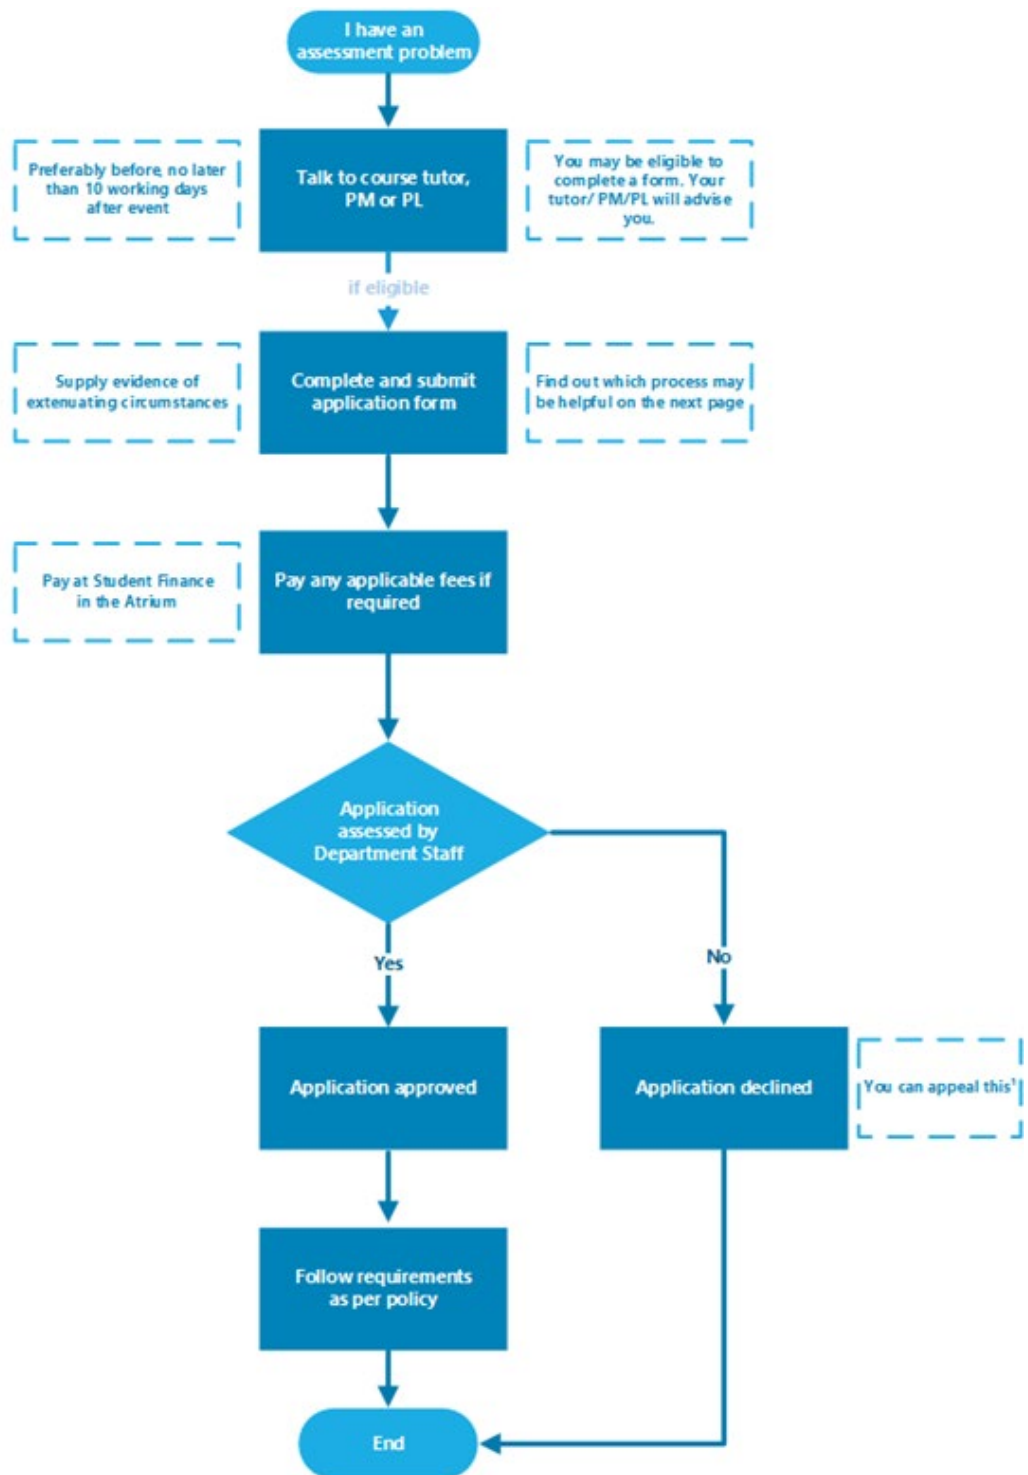 I have an
assessment problem
Preferably before, no later
than 10 working days
after event
Talk to course tutor,
PM or PL
You may be eligible to
complete a form. Your
tutor/ PM/PL will advise
you.
if eligible
Supply evidence of
extenuating circumstances
Complete and submit
application form
Find out which process may
be helpful on the next page
Pay at Student Finance
in the Atrium
Pay any applicable fees if
required
Application
assessed by
Department Staff
Yes
No
Application approved
Application declined
You can appeal this¹
Follow requirements
as per policy
End